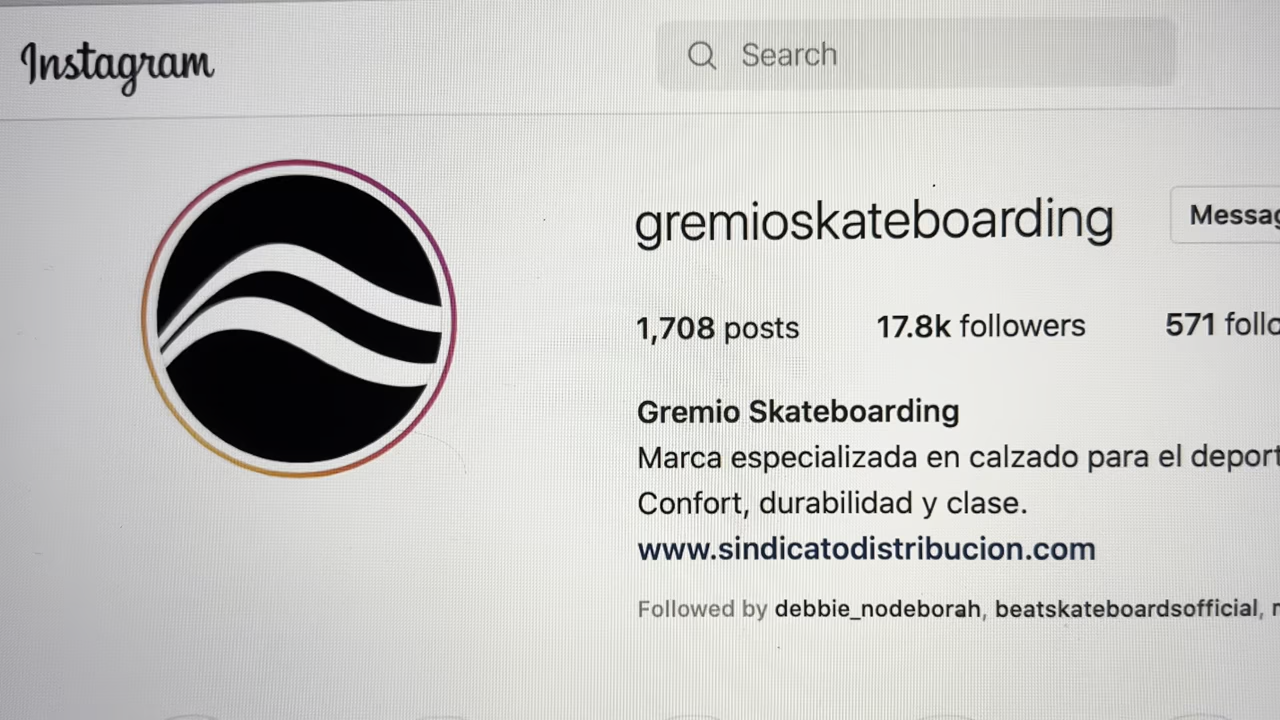 Instagram
Search
gremioskateboarding
1,708 posts 17.8k followers 571
Gremio Skateboarding
Marca especializada en calzado para el
Confort, durabilidad y clase.
www.sindicatodistribucion.com
Followed by debbie_nodeborah, beatskateboardsofficial,